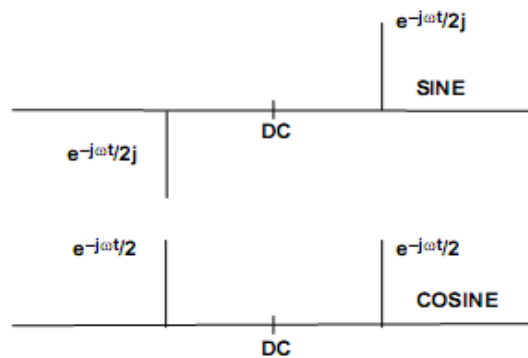 e^–jωt/2j
SINE
DC
e^–jωt/2j
e^–jωt/2
e^–jωt/2
COSINE
DC